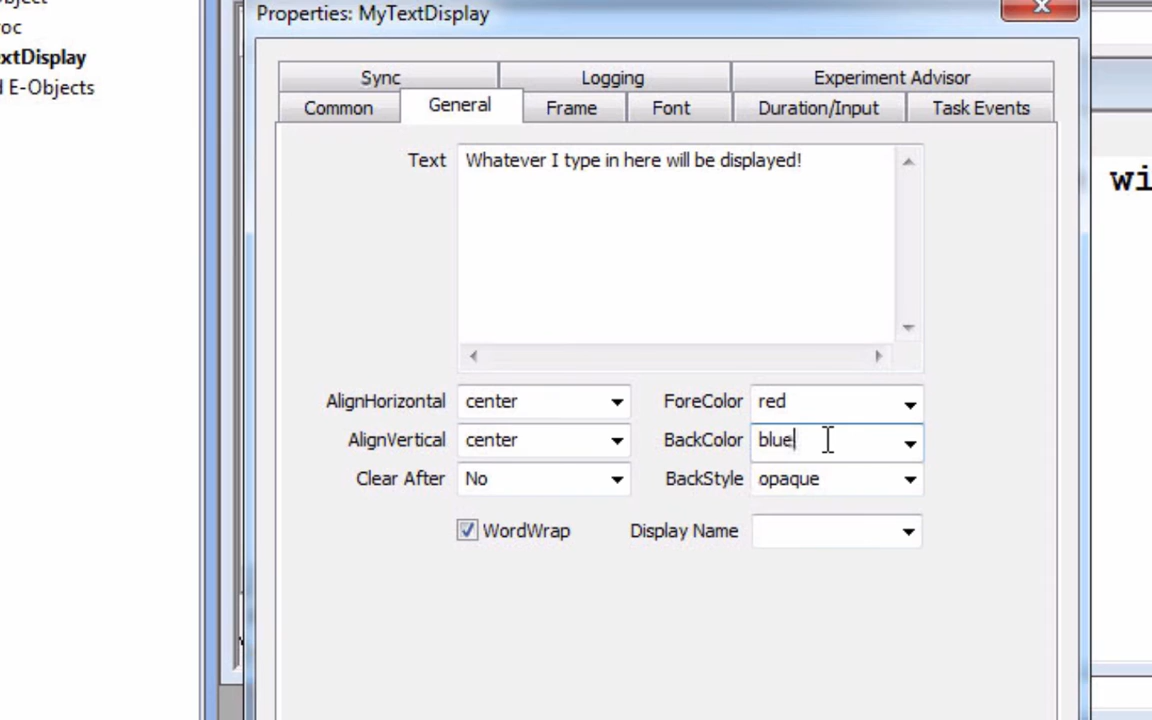 oject
Properties: MyTextDisplay
oc
xtDisplay
d E-Objects
Sync Logging Experiment Advisor
Common General Frame Font Duration/Input Task Events
Text Whatever I type in here will be displayed!
wi
AlignHorizontal center ForeColor red
AlignVertical center BackColor blue
Clear After No BackStyle opaque
WordWrap Display Name